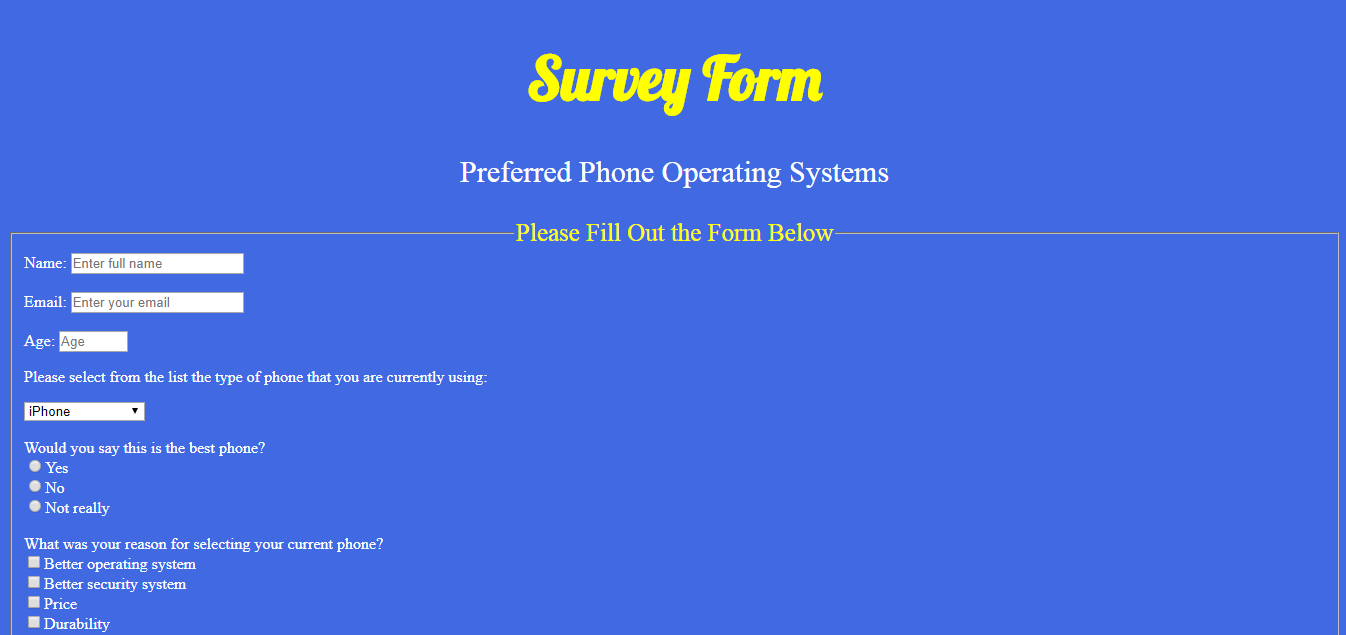 Survey Form
Preferred Phone Operating Systems
Please Fill Out the Form Below
Name: Enter full name
Email: Enter your email
Age: Age
Please select from the list the type of phone that you are currently using:
iPhone
Would you say this is the best phone?
Yes
No
Not really
What was your reason for selecting your current phone?
Better operating system
Better security system
Price
Durability